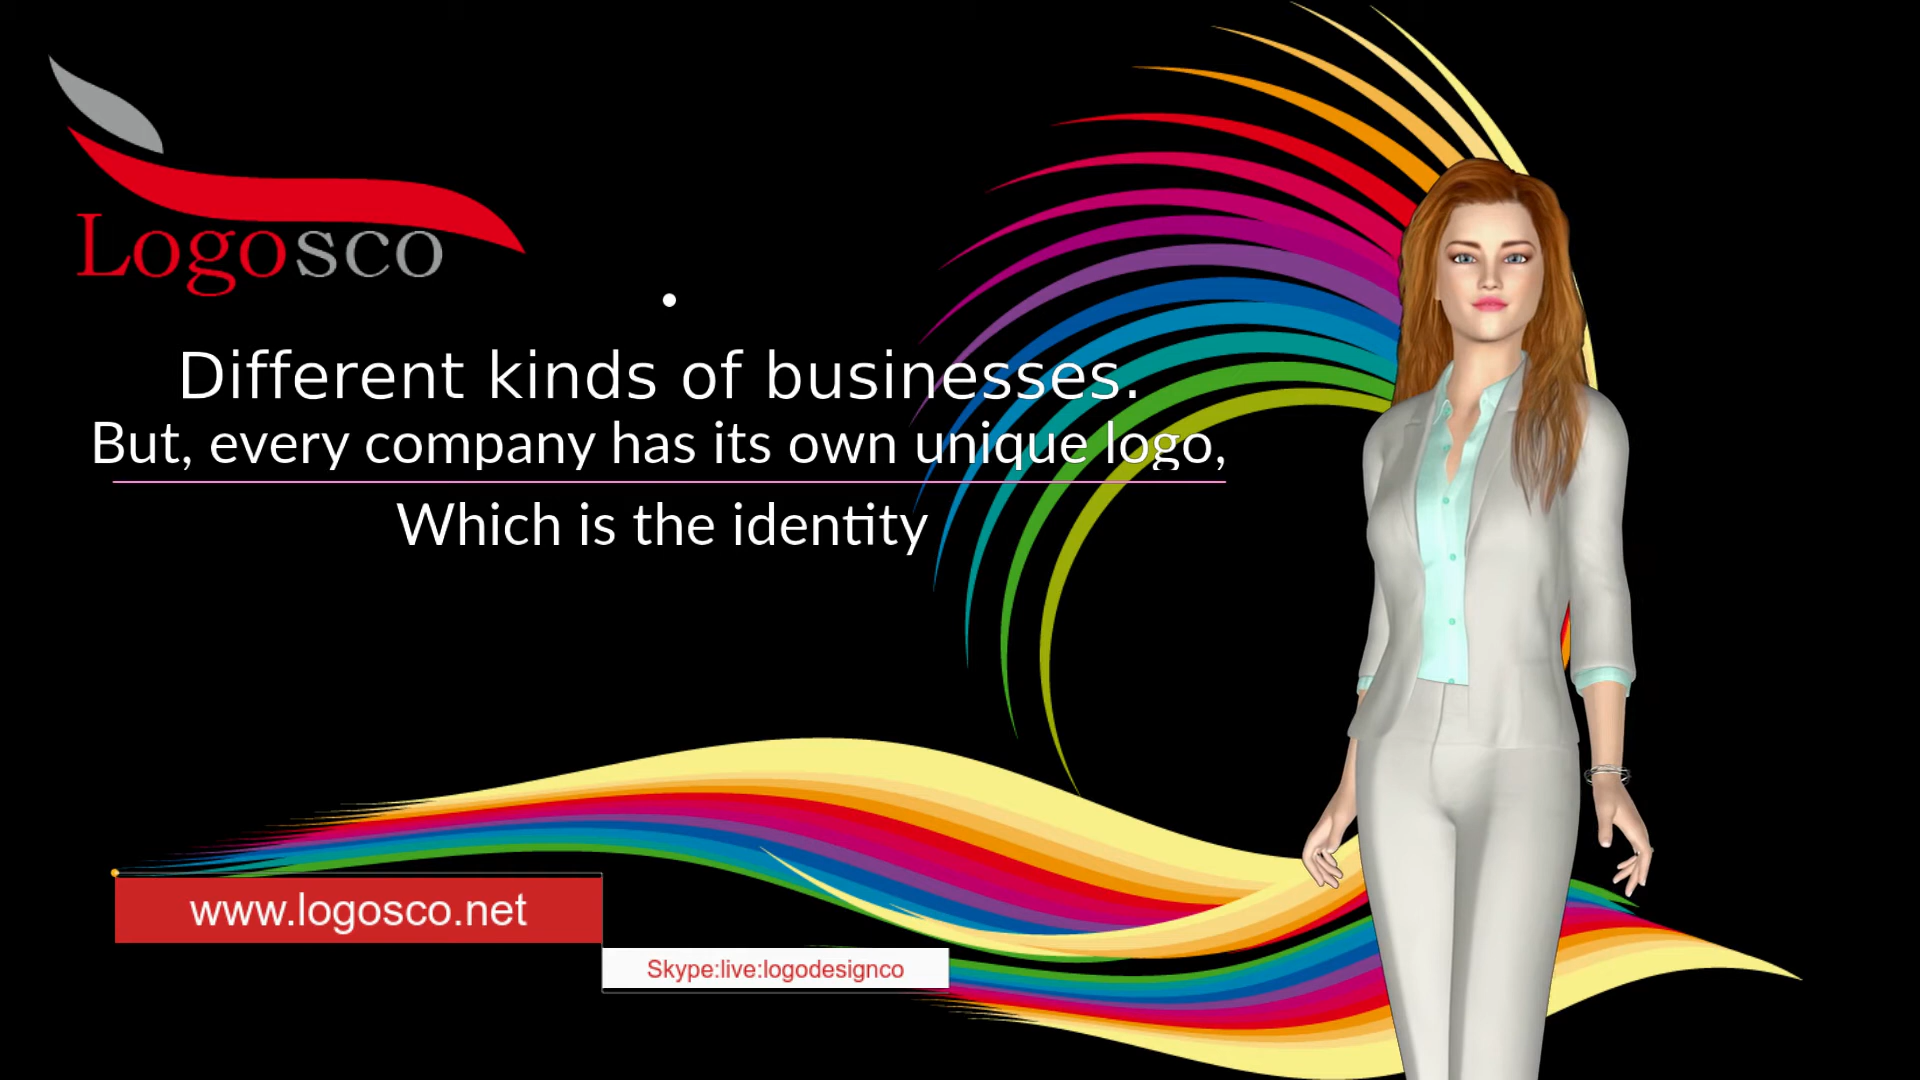 Logosco
Different kinds of businesses.
But, every company has its own unique logo,
Which is the identity
www.logosco.net
Skype:live:logodesignco